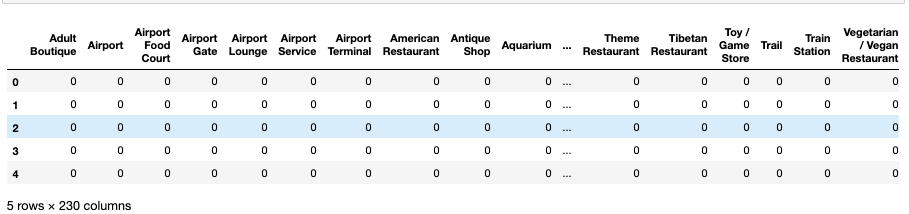 Adult Boutique Airport Airport Food Court Airport Gate Airport Lounge Airport Service Airport Terminal American Restaurant Antique Shop Aquarium ... Theme Restaurant Tibetan Restaurant Toy / Game Store Trail Train Station Vegetarian / Vegan Restaurant
0 0 0 0 0 0 0 0 0 0 0 ... 0 0 0 0 0 0
1 0 0 0 0 0 0 0 0 0 0 ... 0 0 0 0 0 0
2 0 0 0 0 0 0 0 0 0 0 ... 0 0 0 0 0 0
3 0 0 0 0 0 0 0 0 0 0 ... 0 0 0 0 0 0
4 0 0 0 0 0 0 0 0 0 0 ... 0 0 0 0 0 0
5 rows × 230 columns